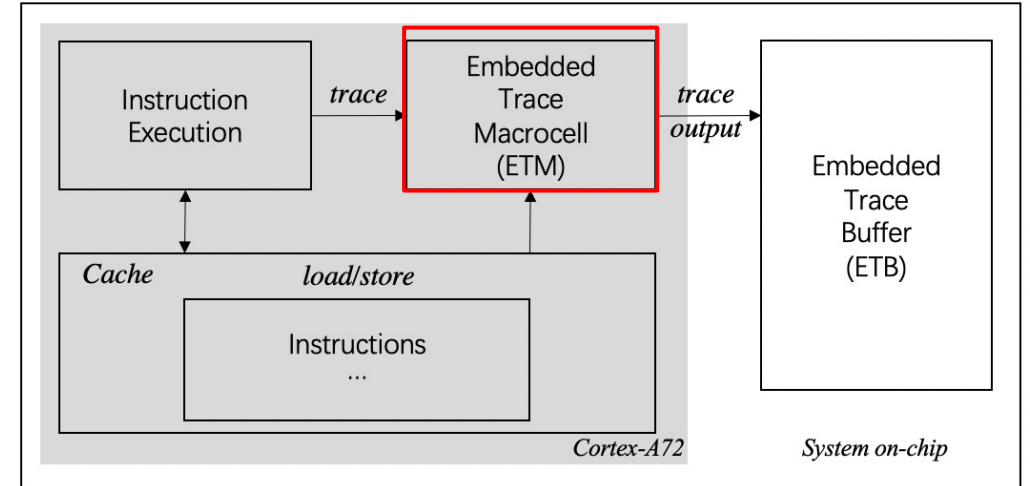 Instruction
Execution
trace
Embedded
Trace
Macrocell
(ETM)
trace
output
Embedded
Trace
Buffer
(ETB)
Cache
load/store
Instructions
...
Cortex-A72
System on-chip